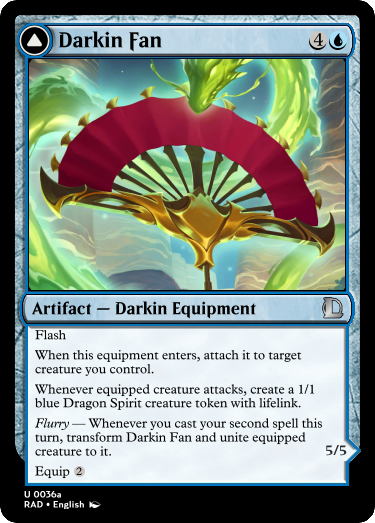 Darkin Fan 4
Artifact — Darkin Equipment
Flash
When this equipment enters, attach it to target
creature you control.
Whenever equipped creature attacks, create a 1/1
blue Dragon Spirit creature token with lifelink.
Flurry — Whenever you cast your second spell this
turn, transform Darkin Fan and unite equipped
creature to it.
5/5
Equip 2
U 0036a
RAD • English